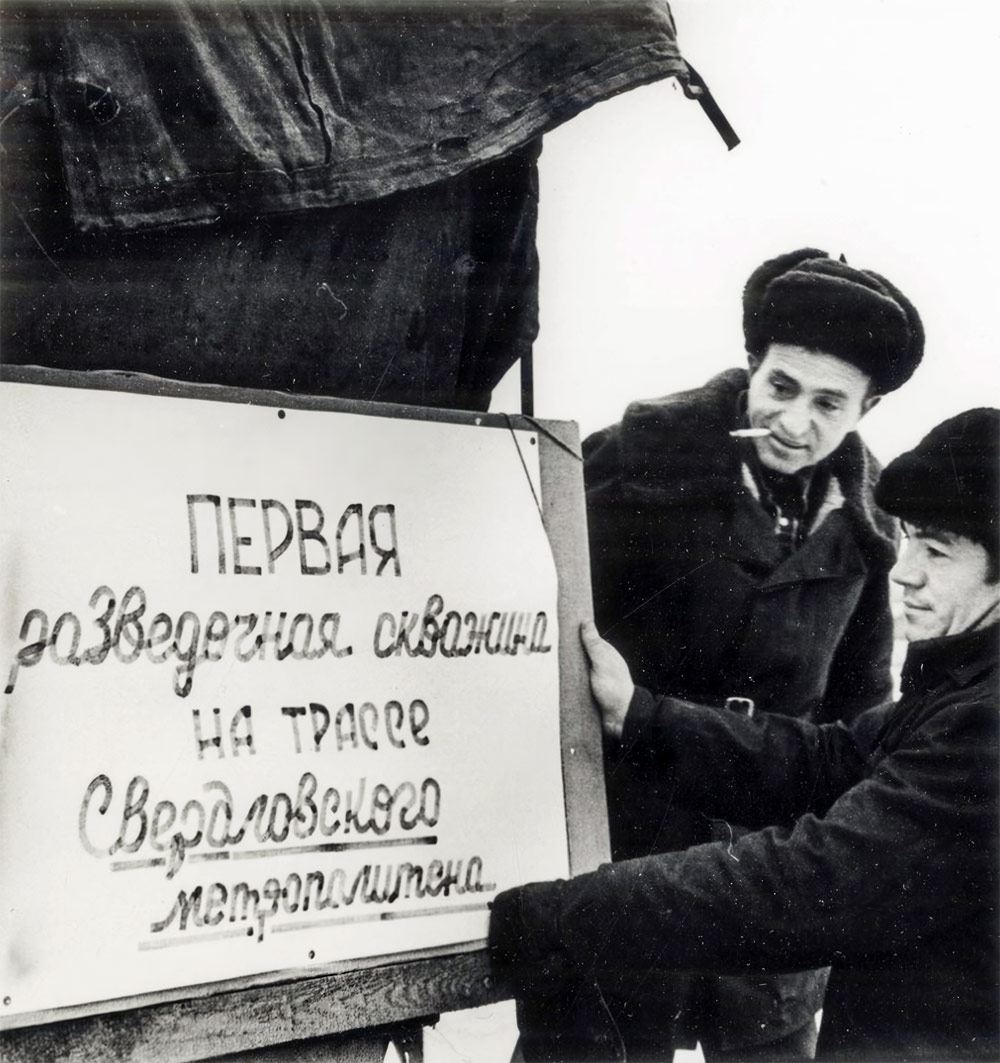 ПЕРВАЯ
разведочная скважина
НА ТРАССЕ
Свердловского
метрополитена